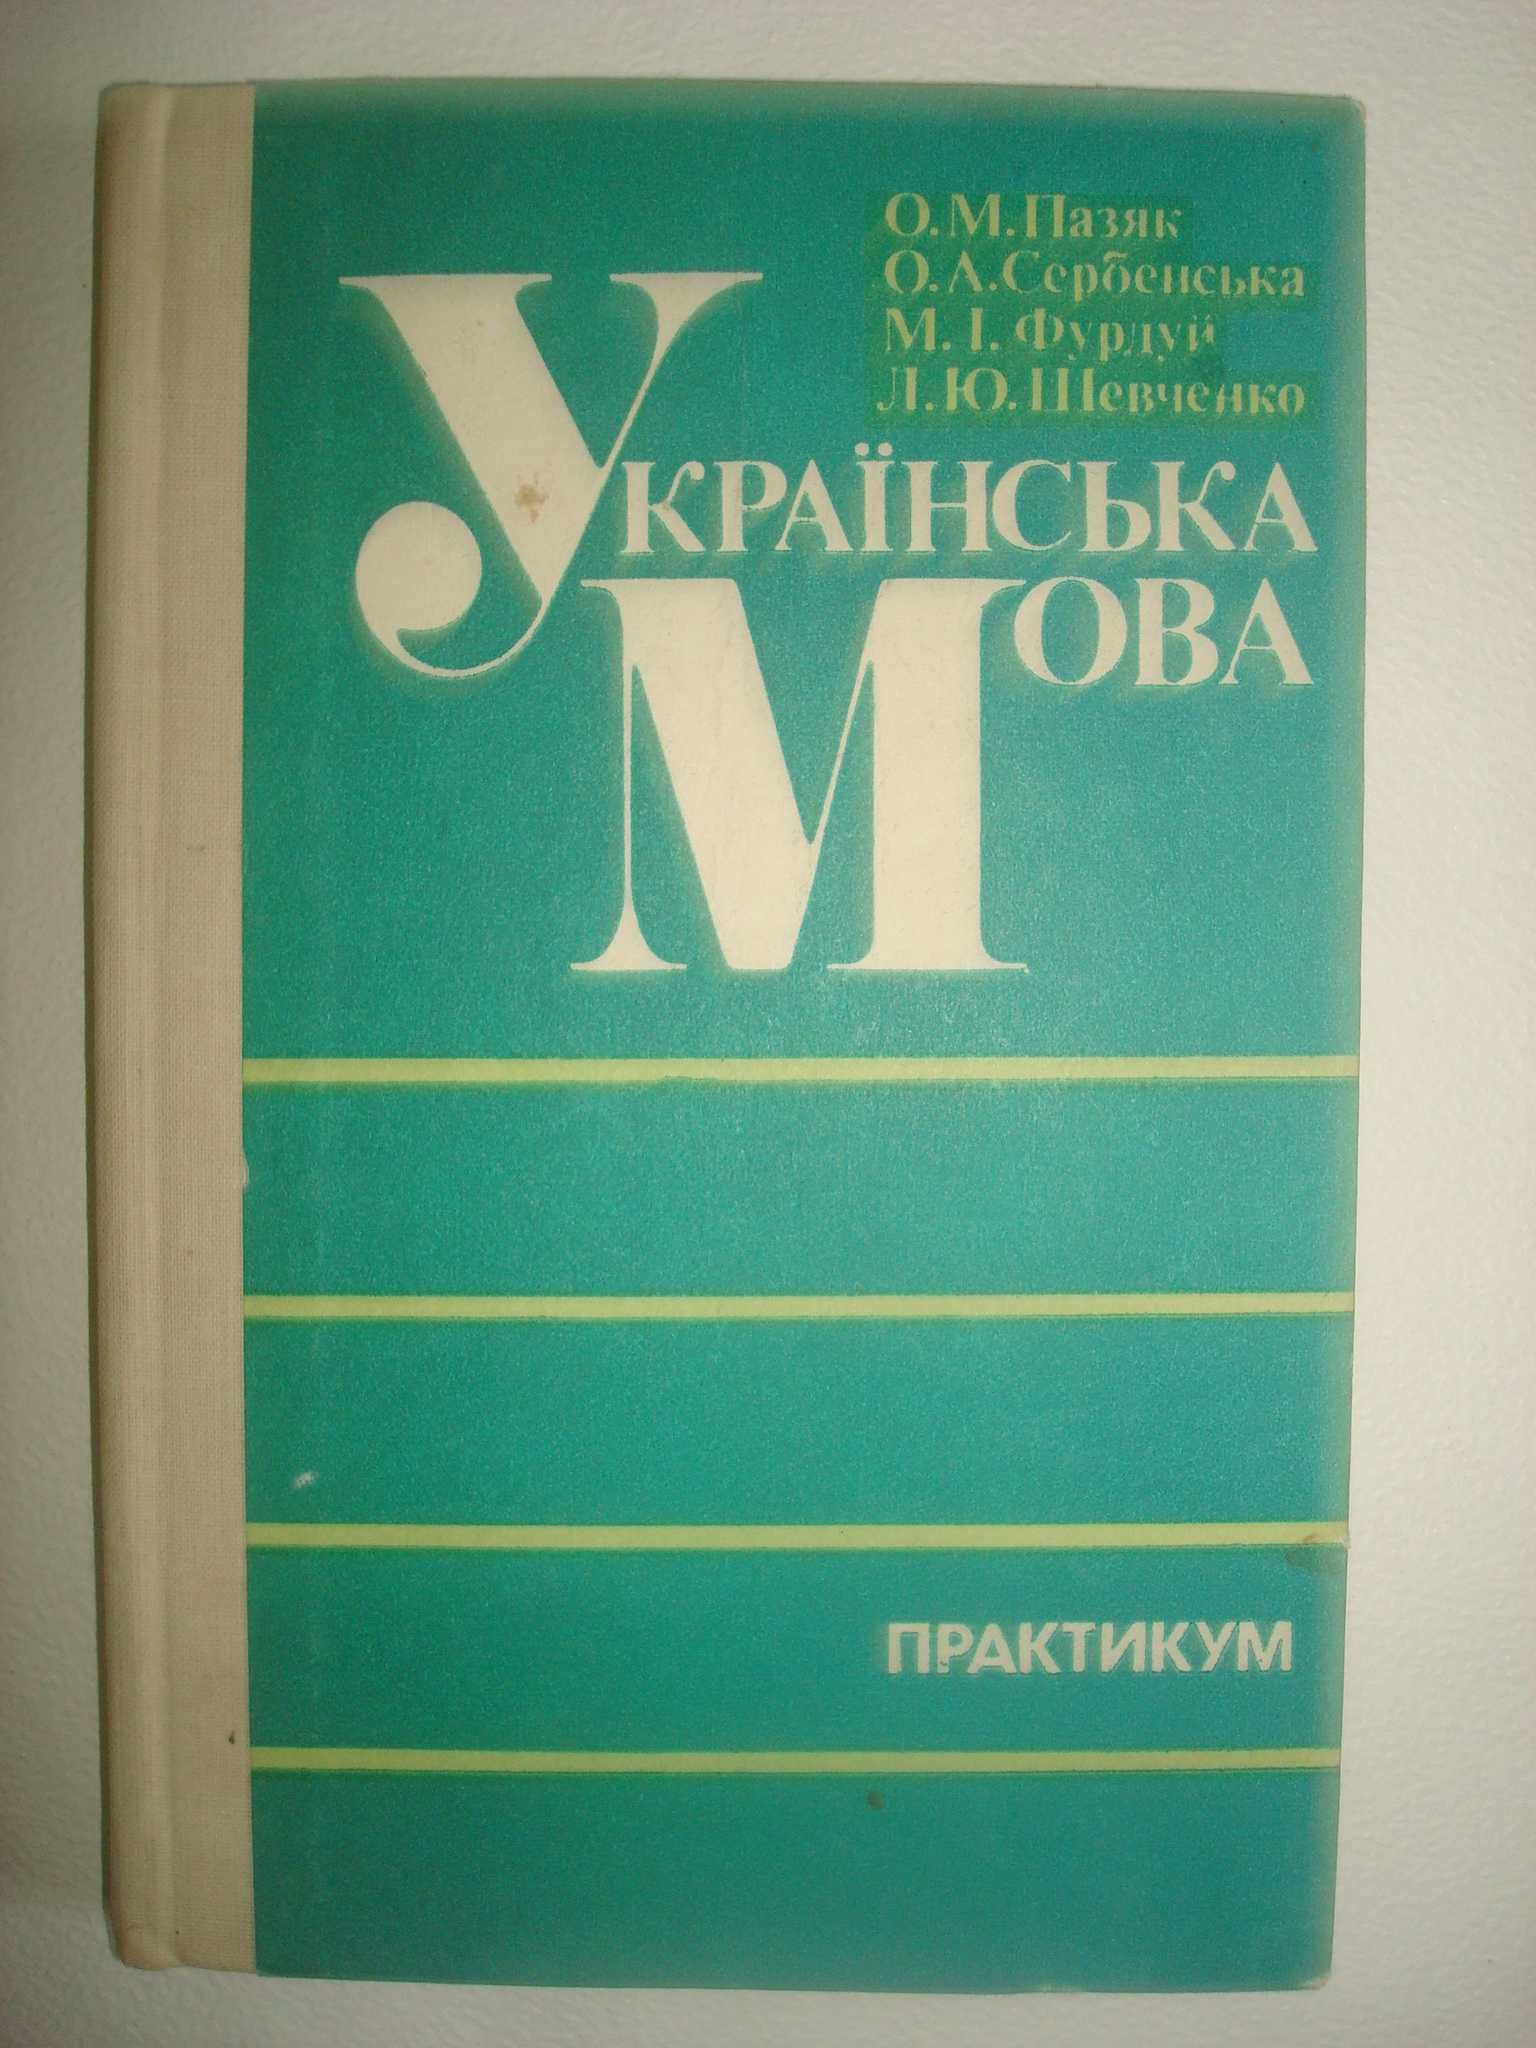 О.М.Пазяк
О.А.Сербенська
М.І.Фурдуй
Л.Ю.Шевченко
УКРАЇНСЬКА
МОВА
ПРАКТИКУМ